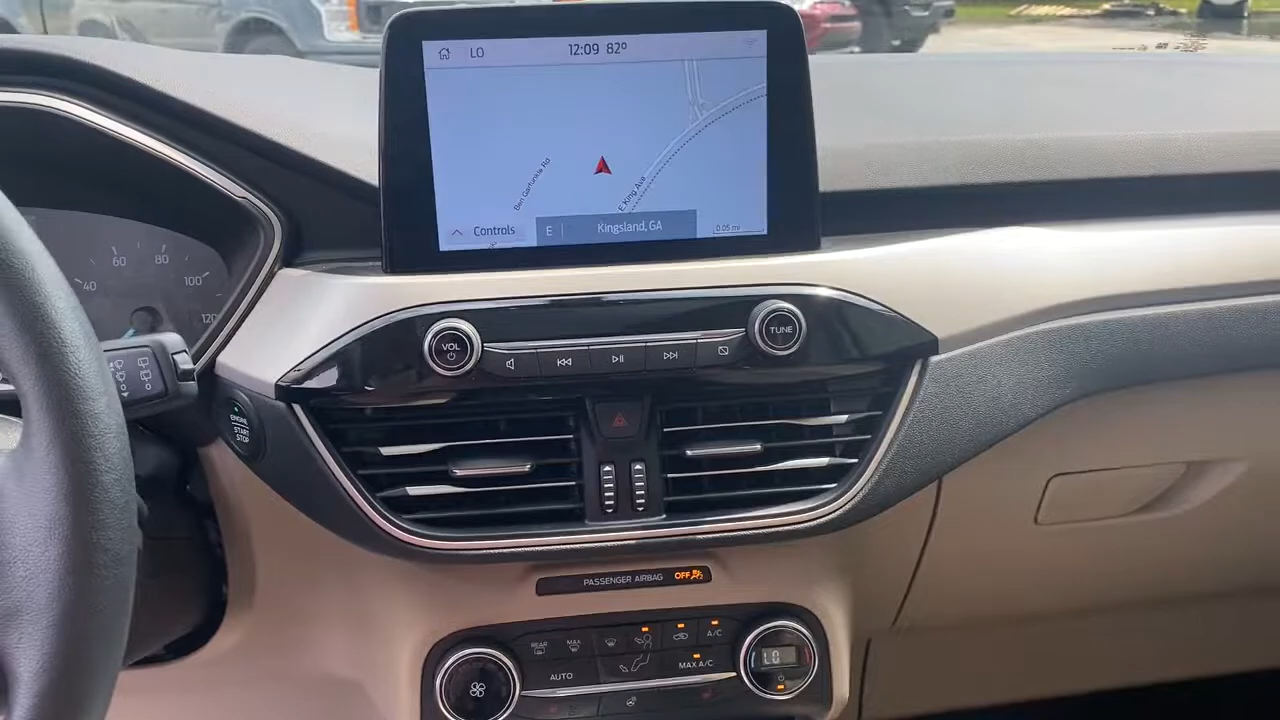 LO 12:09 82°
Ben Garfunkle Rd
E King Ave
Controls
E Kingsland, GA
0.05 mi
60 80
40 100
120
VOL
TUNE
ENGINE
START
STOP
PASSENGER AIRBAG OFF
REAR MAX A/C
AUTO MAX A/C
LO